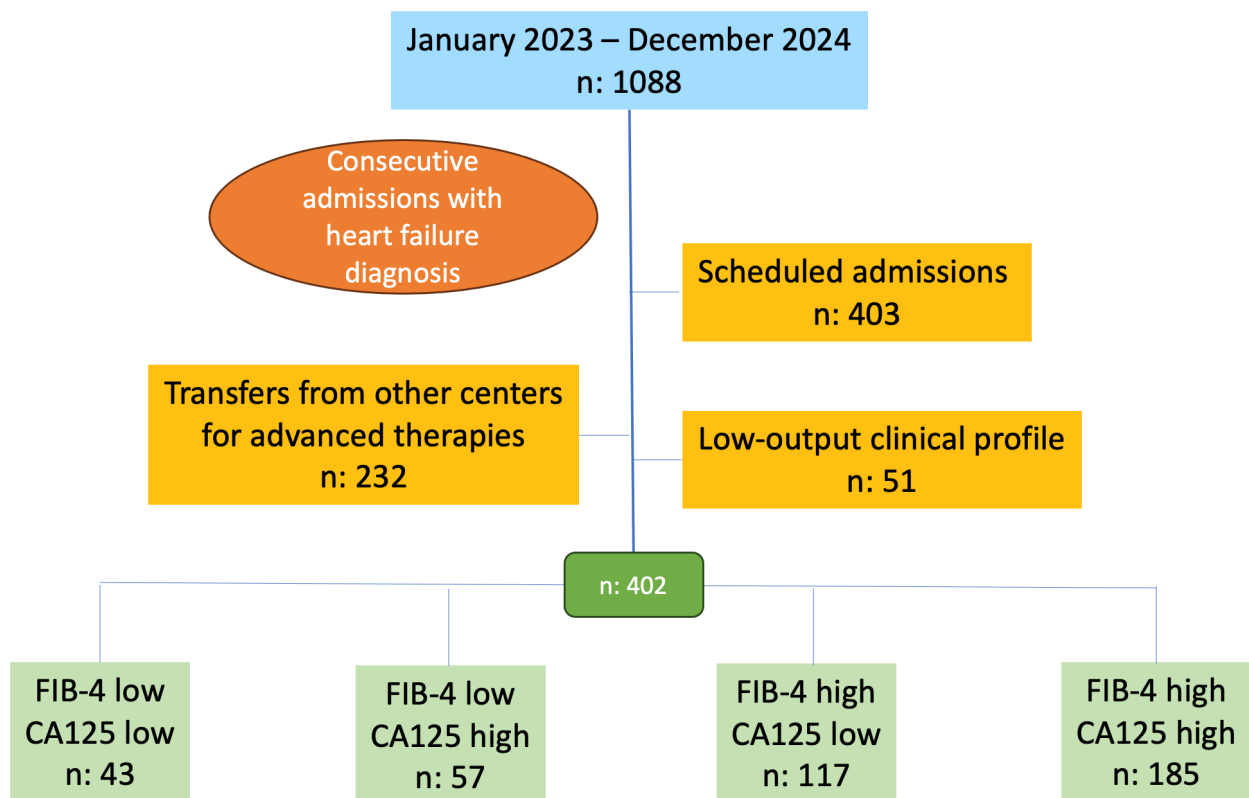 January 2023 – December 2024
n: 1088
Consecutive
admissions with
heart failure
diagnosis
Scheduled admissions
n: 403
Transfers from other centers
for advanced therapies
n: 232
Low-output clinical profile
n: 51
n: 402
FIB-4 low
CA125 low
n: 43
FIB-4 low
CA125 high
n: 57
FIB-4 high
CA125 low
n: 117
FIB-4 high
CA125 high
n: 185